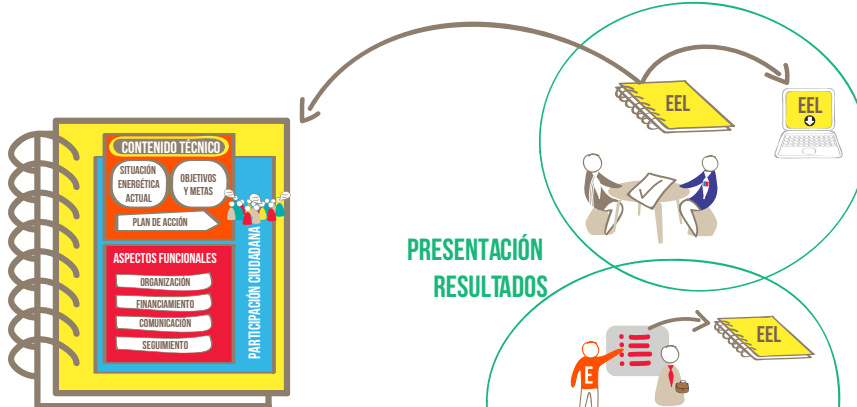 CONTENIDO TÉCNICO
SITUACIÓN
ENERGÉTICA
ACTUAL
OBJETIVOS
Y METAS
PLAN DE ACCIÓN
ASPECTOS FUNCIONALES
ORGANIZACIÓN
FINANCIAMIENTO
COMUNICACIÓN
SEGUIMIENTO
PARTICIPACIÓN CIUDADANA
EEL
EEL
PRESENTACIÓN
RESULTADOS
E
EEL